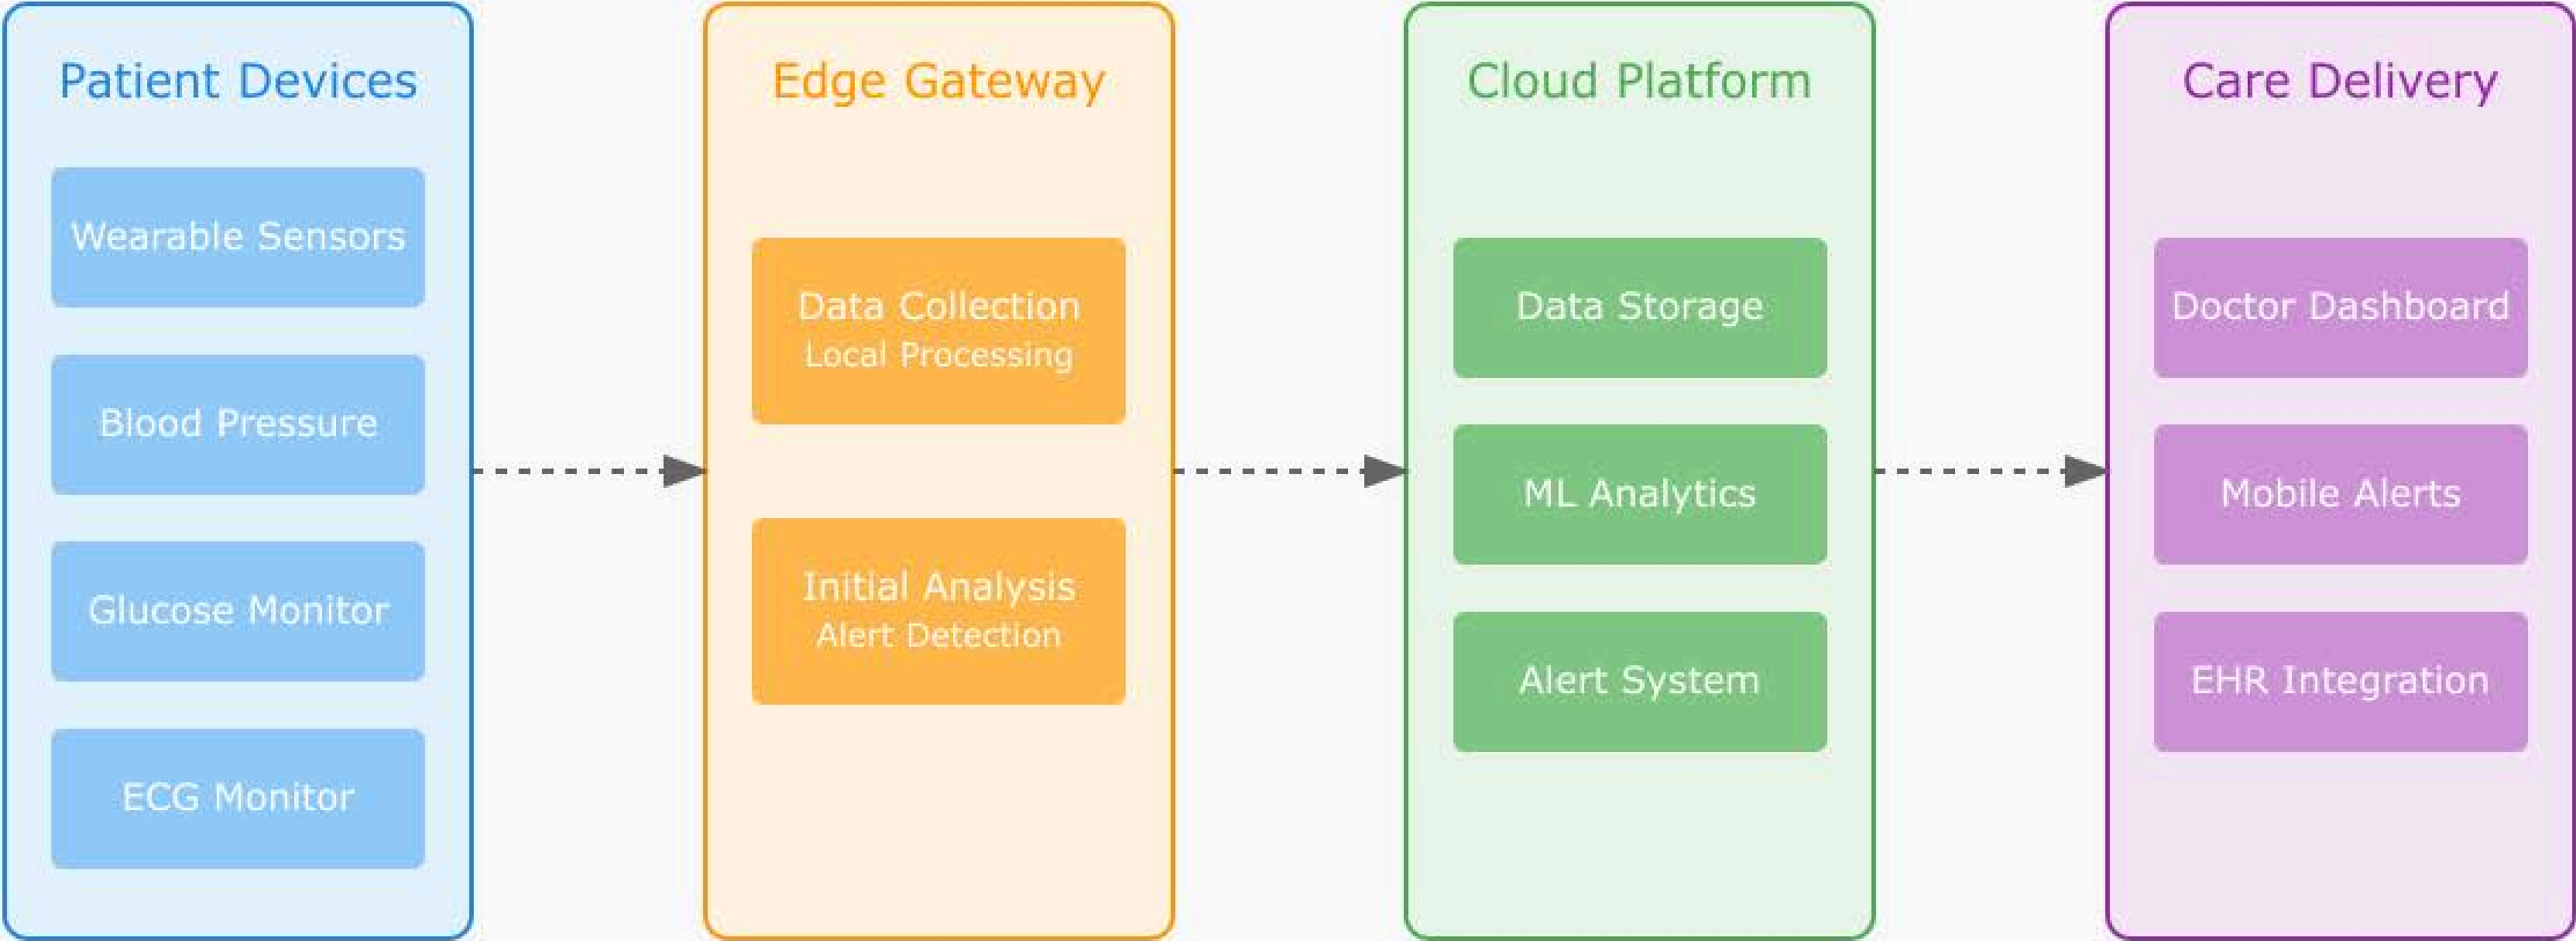 Patient Devices
Wearable Sensors
Blood Pressure
Glucose Monitor
ECG Monitor
Edge Gateway
Data Collection
Local Processing
Initial Analysis
Alert Detection
Cloud Platform
Data Storage
ML Analytics
Alert System
Care Delivery
Doctor Dashboard
Mobile Alerts
EHR Integration